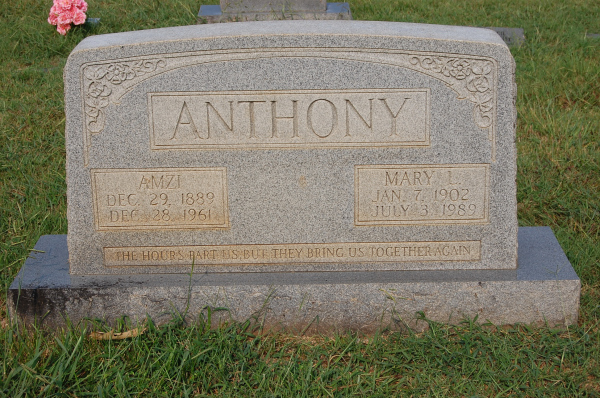 ANTHONY
AMZI
DEC. 29, 1889
DEC. 28, 1961
MARY L.
JAN. 7, 1902
JULY 3, 1989
THE HOURS PART US, BUT THEY BRING US TOGETHER AGAIN